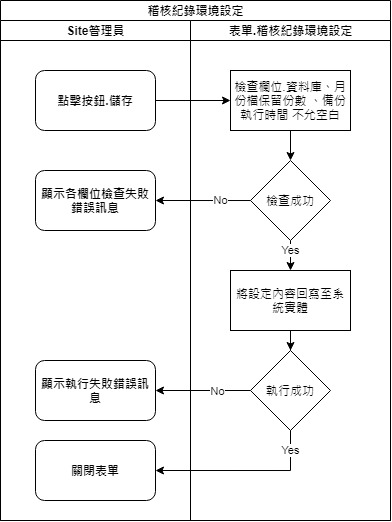 稽核紀錄環境設定
Site管理員
表單.稽核紀錄環境設定
點擊按鈕.儲存
檢查欄位.資料庫、月
份檔保留份數 、備份
執行時間 不允空白
顯示各欄位檢查失敗
錯誤訊息
No
檢查成功
Yes
將設定內容回寫至系
統實體
顯示執行失敗錯誤訊
息
No
執行成功
Yes
關閉表單